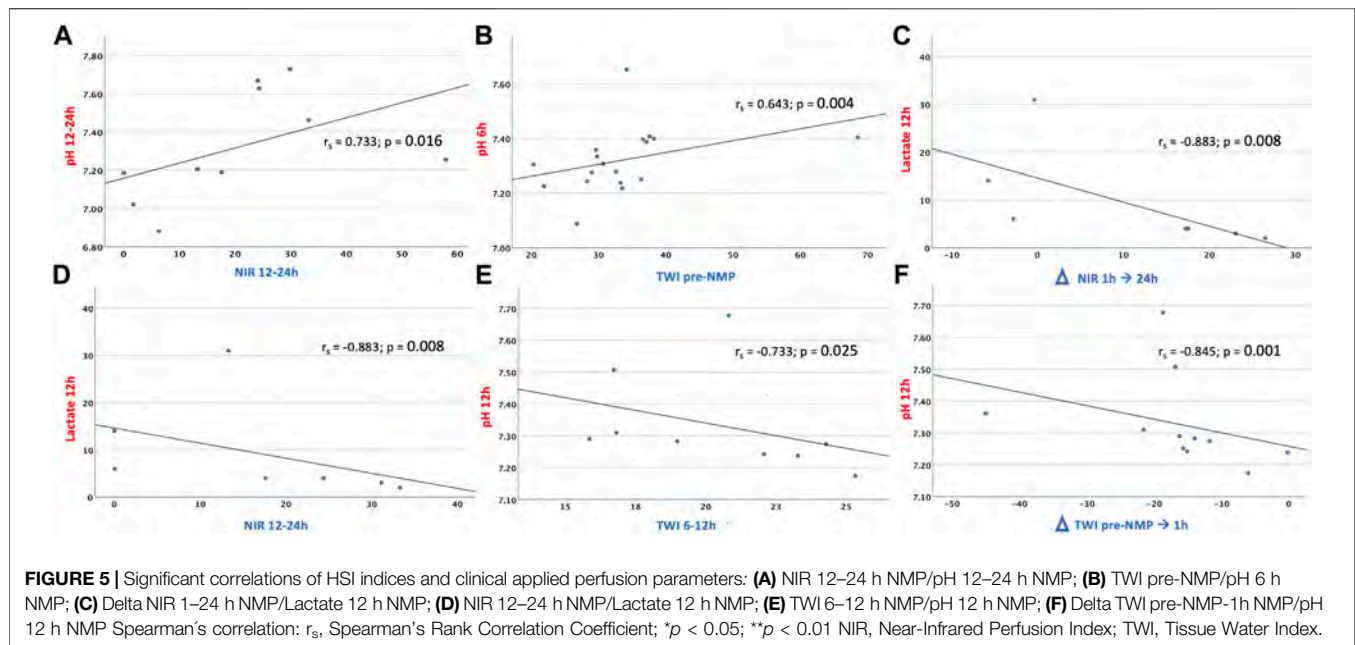 A
pH 12-24h
7.80
7.60
7.40
7.20
7.00
6.80
rs = 0.733; p = 0.016
0 10 20 30 40 50 60
NIR 12-24h
B
pH 6h
7.60
7.40
7.20
7.00
rs = 0.643; p = 0.004
20 30 40 50 60 70
TWI pre-NMP
C
Lactate 12h
40
30
20
10
0
rs = -0.883; p = 0.008
-10 0 10 20 30
Δ NIR 1h → 24h
D
Lactate 12h
40
30
20
10
0
rs = -0.883; p = 0.008
0 10 20 30 40
NIR 12-24h
E
pH 12h
7.70
7.60
7.50
7.40
7.30
7.20
7.10
rs = -0.733; p = 0.025
15 18 20 23 25
TWI 6-12h
F
pH 12h
7.70
7.60
7.50
7.40
7.30
7.20
7.10
rs = -0.845; p = 0.001
-50 -40 -30 -20 -10 0
Δ TWI pre-NMP → 1h
FIGURE 5 | Significant correlations of HSI indices and clinical applied perfusion parameters: (A) NIR 12–24 h NMP/pH 12–24 h NMP; (B) TWI pre-NMP/pH 6 h
NMP; (C) Delta NIR 1–24 h NMP/Lactate 12 h NMP; (D) NIR 12–24 h NMP/Lactate 12 h NMP; (E) TWI 6–12 h NMP/pH 12 h NMP; (F) Delta TWI pre-NMP-1h NMP/pH
12 h NMP Spearman´s correlation: rs, Spearman's Rank Correlation Coefficient; *p < 0.05; **p < 0.01 NIR, Near-Infrared Perfusion Index; TWI, Tissue Water Index.